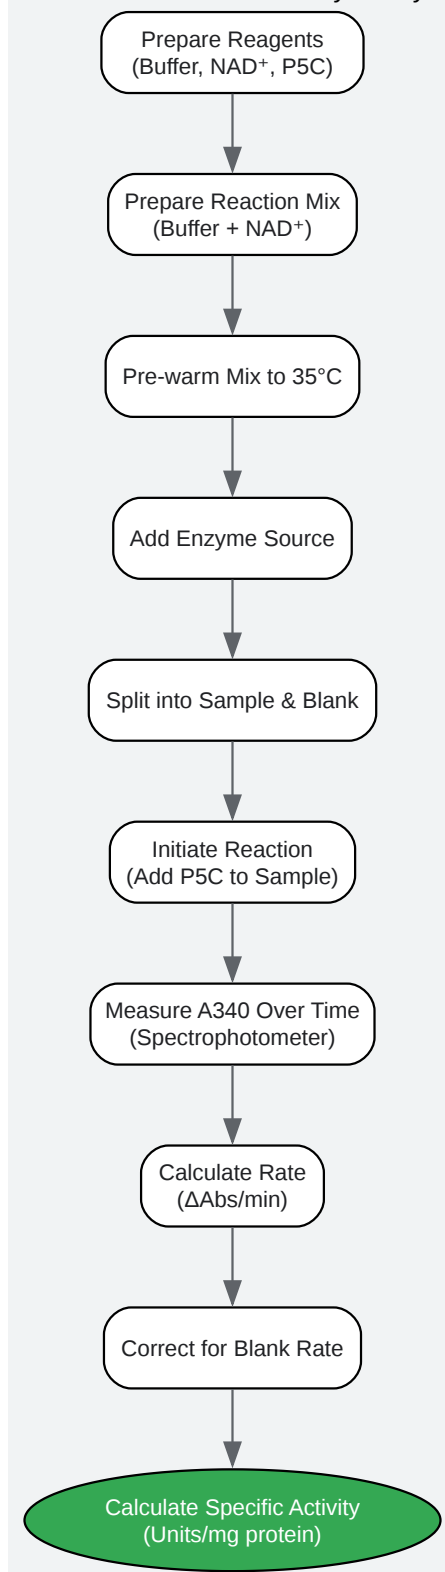 Prepare Reagents
(Buffer, NAD⁺, P5C)
Prepare Reaction Mix
(Buffer + NAD⁺)
Pre-warm Mix to 35°C
Add Enzyme Source
Split into Sample & Blank
Initiate Reaction
(Add P5C to Sample)
Measure A340 Over Time
(Spectrophotometer)
Calculate Rate
(ΔAbs/min)
Correct for Blank Rate
Calculate Specific Activity
(Units/mg protein)